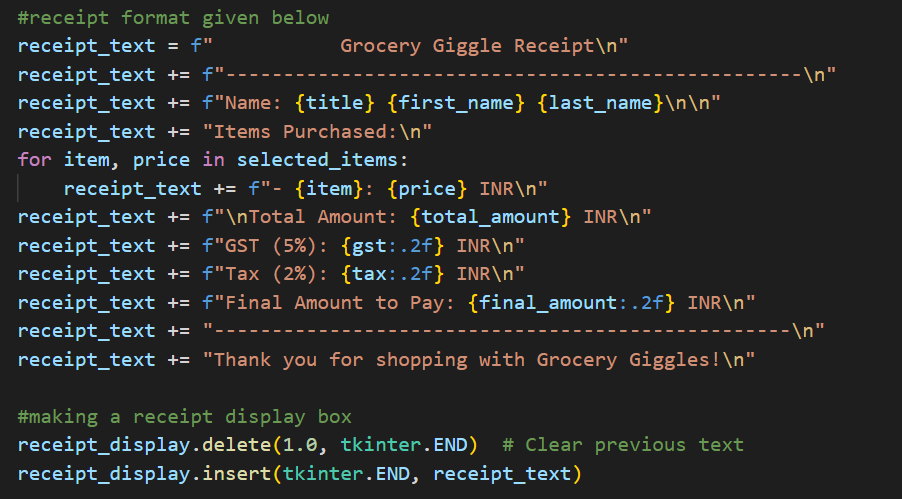 #receipt format given below
receipt_text = f"           Grocery Giggle Receipt\n"
receipt_text += f"--------------------------------------------------\n"
receipt_text += f"Name: {title} {first_name} {last_name}\n\n"
receipt_text += "Items Purchased:\n"
for item, price in selected_items:
    receipt_text += f"- {item}: {price} INR\n"
receipt_text += f"\nTotal Amount: {total_amount} INR\n"
receipt_text += f"GST (5%): {gst:.2f} INR\n"
receipt_text += f"Tax (2%): {tax:.2f} INR\n"
receipt_text += f"Final Amount to Pay: {final_amount:.2f} INR\n"
receipt_text += "--------------------------------------------------\n"
receipt_text += "Thank you for shopping with Grocery Giggles!\n"

#making a receipt display box
receipt_display.delete(1.0, tkinter.END)  # Clear previous text
receipt_display.insert(tkinter.END, receipt_text)